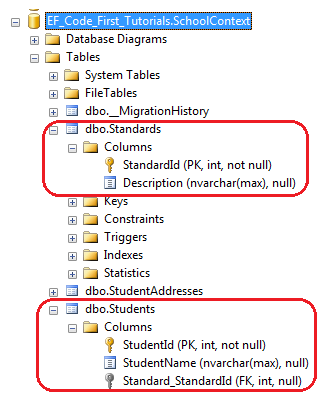 EF_Code_First_Tutorials.SchoolContext
Database Diagrams
Tables
System Tables
FileTables
dbo.__MigrationHistory
dbo.Standards
Columns
StandardId (PK, int, not null)
Description (nvarchar(max), null)
Keys
Constraints
Triggers
Indexes
Statistics
dbo.StudentAddresses
dbo.Students
Columns
StudentId (PK, int, not null)
StudentName (nvarchar(max), null)
Standard_StandardId (FK, int, null)